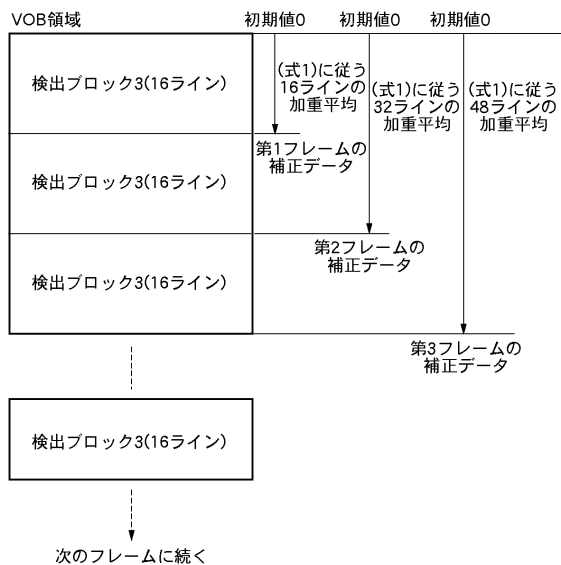 VOB領域
初期値0
初期値0
初期値0
検出ブロック3(16ライン)
(式1)に従う
16ラインの
加重平均
(式1)に従う
32ラインの
加重平均
(式1)に従う
48ラインの
加重平均
第1フレームの
補正データ
検出ブロック3(16ライン)
第2フレームの
補正データ
検出ブロック3(16ライン)
第3フレームの
補正データ
検出ブロック3(16ライン)
次のフレームに続く